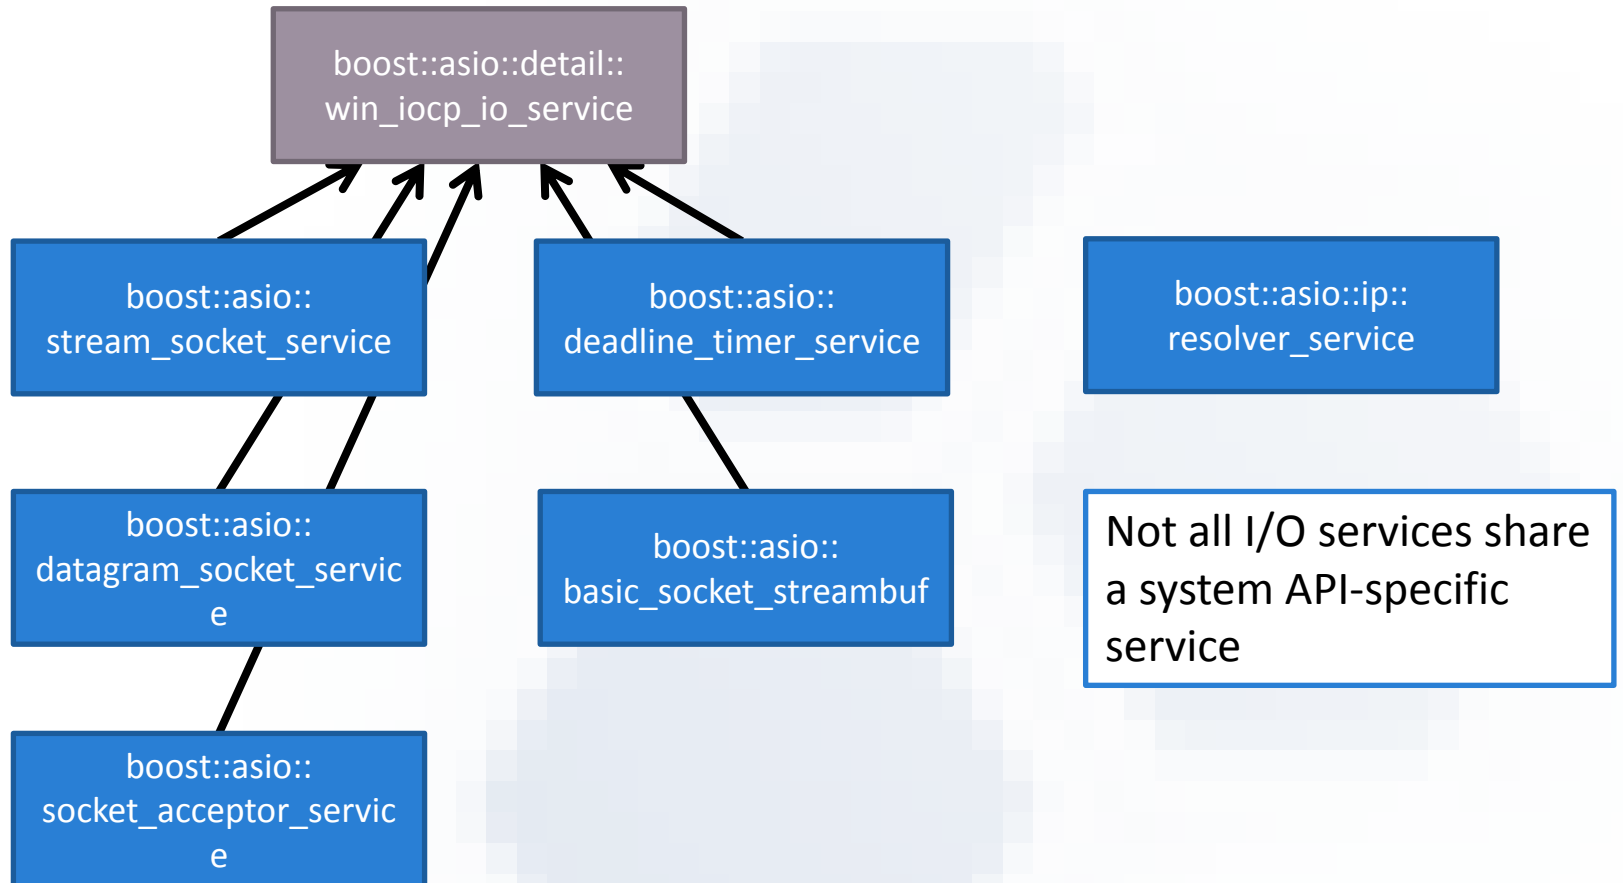 boost::asio::detail::
win_iocp_io_service
boost::asio::
stream_socket_service
boost::asio::
deadline_timer_service
boost::asio::ip::
resolver_service
boost::asio::
datagram_socket_servic
e
boost::asio::
basic_socket_streambuf
Not all I/O services share
a system API-specific
service
boost::asio::
socket_acceptor_servic
e